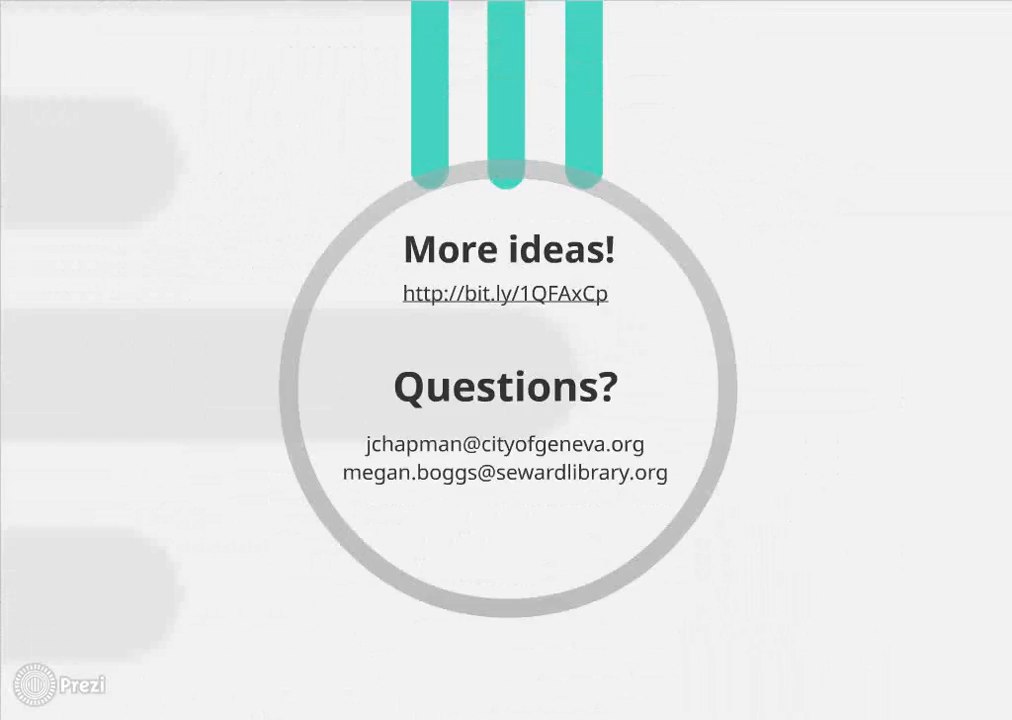 More ideas!
http://bit.ly/1QFAxCp
Questions?
jchapman@cityofgeneva.org
megan.boggs@sewardlibrary.org
Prezi